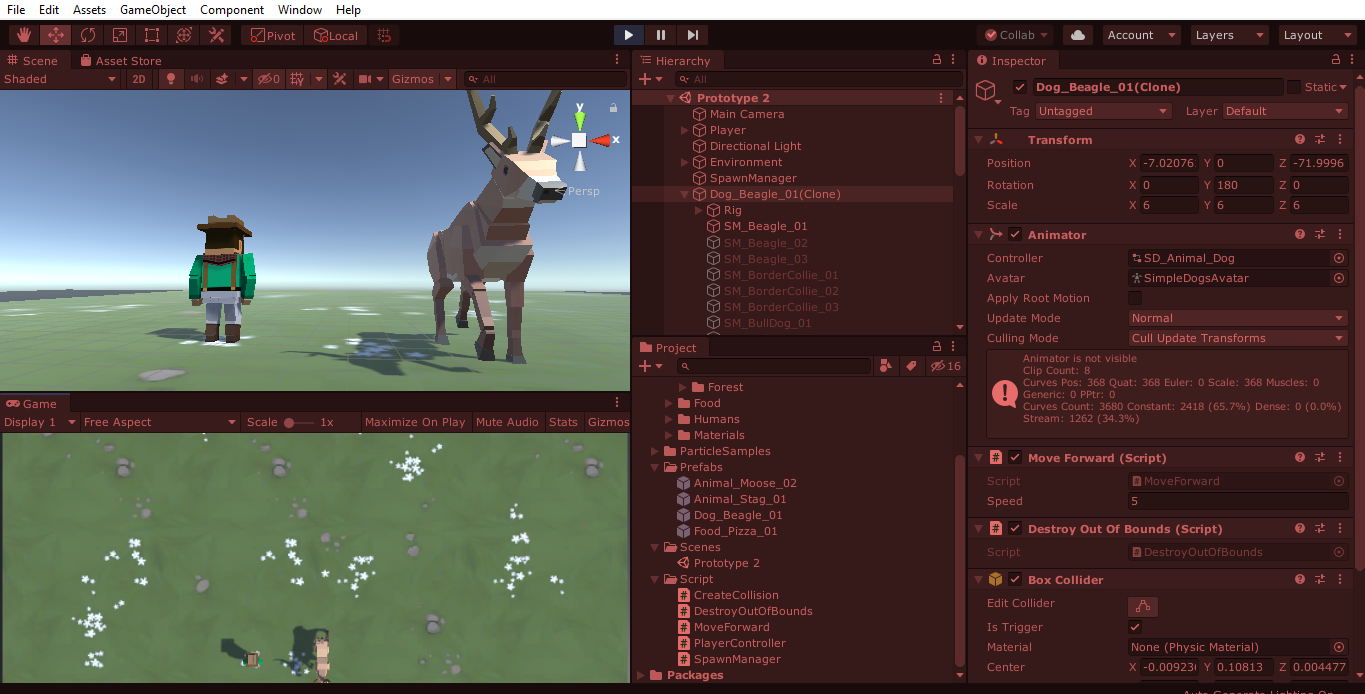 File Edit Assets GameObject Component Window Help
Pivot Local Collab Account Layers Layout
Scene Asset Store
Shaded 2D 0 Gizmos All
y
x
Persp
Game
Display 1 Free Aspect Scale 1x Maximize On Play Mute Audio Stats Gizmos
Hierarchy
All
Prototype 2
Main Camera
Player
Directional Light
Environment
SpawnManager
Dog_Beagle_01(Clone)
Rig
SM_Beagle_01
SM_Beagle_02
SM_Beagle_03
SM_BorderCollie_01
SM_BorderCollie_02
SM_BorderCollie_03
SM_BullDog_01
Project
16
Forest
Food
Humans
Materials
ParticleSamples
Prefabs
Animal_Moose_02
Animal_Stag_01
Dog_Beagle_01
Food_Pizza_01
Scenes
Prototype 2
Script
CreateCollision
DestroyOutOfBounds
MoveForward
PlayerController
SpawnManager
Packages
Inspector
Dog_Beagle_01(Clone) Static
Tag Untagged Layer Default
Transform
Position X -7.02076 Y 0 Z -71.9996
Rotation X 0 Y 180 Z 0
Scale X 6 Y 6 Z 6
Animator
Controller SD_Animal_Dog
Avatar SimpleDogsAvatar
Apply Root Motion
Update Mode Normal
Culling Mode Cull Update Transforms
Animator is not visible
Clip Count: 8
Curves Pos: 368 Quat: 368 Euler: 0 Scale: 368 Muscles: 0
Generic: 0 PPtr: 0
Curves Count: 3680 Constant: 2418 (65.7%) Dense: 0 (0.0%)
Stream: 1262 (34.3%)
Move Forward (Script)
Script MoveForward
Speed 5
Destroy Out Of Bounds (Script)
Script DestroyOutOfBounds
Box Collider
Edit Collider
Is Trigger
Material None (Physic Material)
Center X -0.00923 Y 0.10813 Z 0.004477